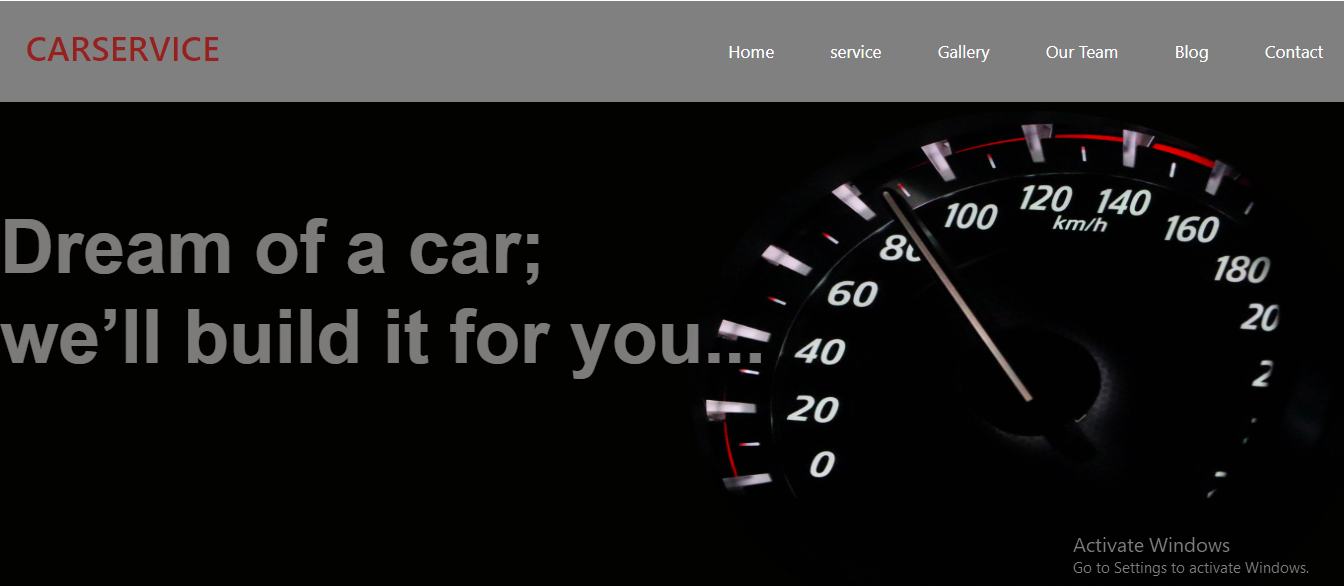 CARSERVICE
Home service Gallery Our Team Blog Contact
Dream of a car;
we’ll build it for you...
0
20
40
60
80
100
120
140
160
180
20
2
km/h
Activate Windows
Go to Settings to activate Windows.